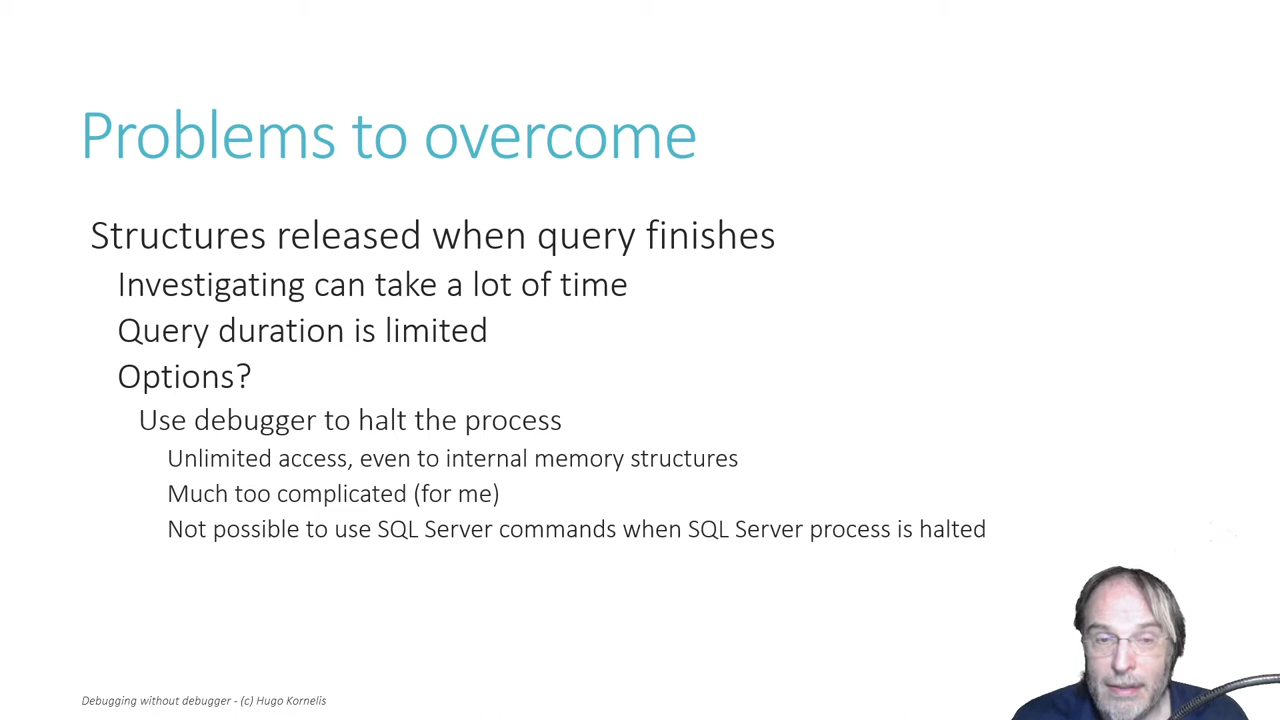 Problems to overcome
Structures released when query finishes
Investigating can take a lot of time
Query duration is limited
Options?
Use debugger to halt the process
Unlimited access, even to internal memory structures
Much too complicated (for me)
Not possible to use SQL Server commands when SQL Server process is halted
Debugging without debugger - (c) Hugo Kornelis